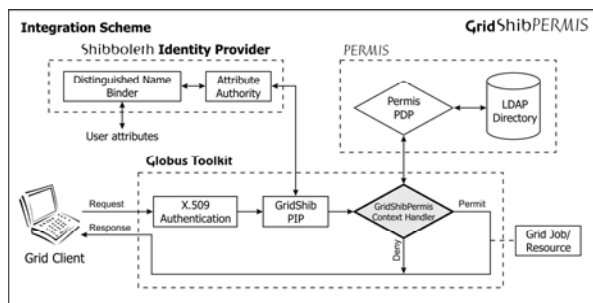 Integration Scheme
GridShibPERMIS
Shibboleth Identity Provider
PERMIS
Distinguished Name
Binder
Attribute
Authority
User attributes
Permis
PDP
LDAP
Directory
Globus Toolkit
Request
Response
Grid Client
X.509
Authentication
GridShib
PIP
GridShibPermis
Context Handler
Permit
Deny
Grid Job/
Resource